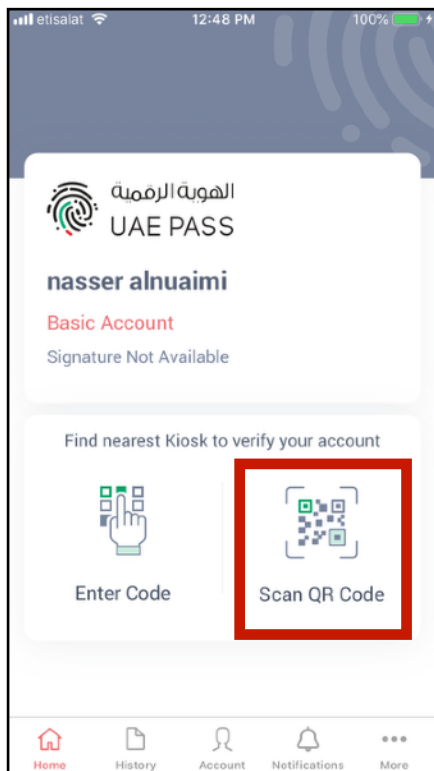 etisalat 12:48 PM 100%
الهوية الرقمية
UAE PASS
nasser alnuaimi
Basic Account
Signature Not Available
Find nearest Kiosk to verify your account
Enter Code Scan QR Code
Home History Account Notifications More